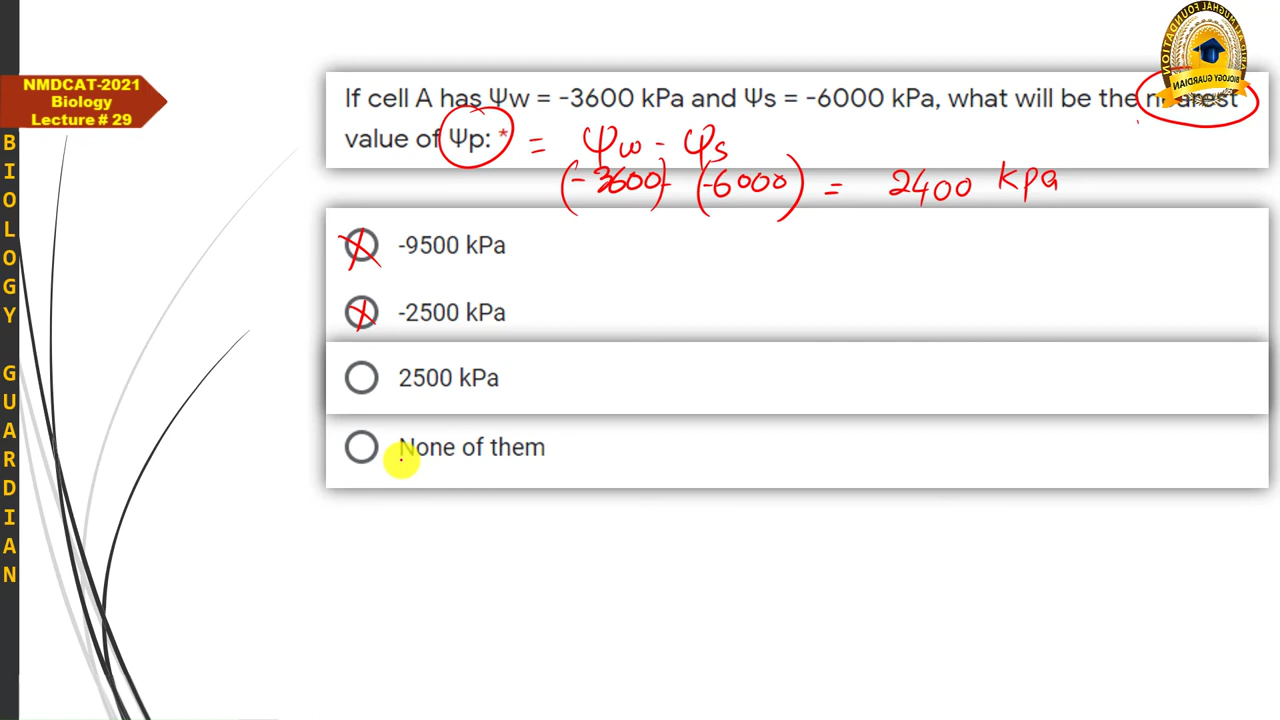 NMDCAT-2021
Biology
Lecture # 29
BIOLOGY GUARDIAN
BIOLOGY GUARDIAN
If cell A has Ψw = -3600 kPa and Ψs = -6000 kPa, what will be the nearest
value of Ψp: * = Ψw - Ψs
(-3600) - (-6000) = 2400 kpa
-9500 kPa
-2500 kPa
2500 kPa
None of them